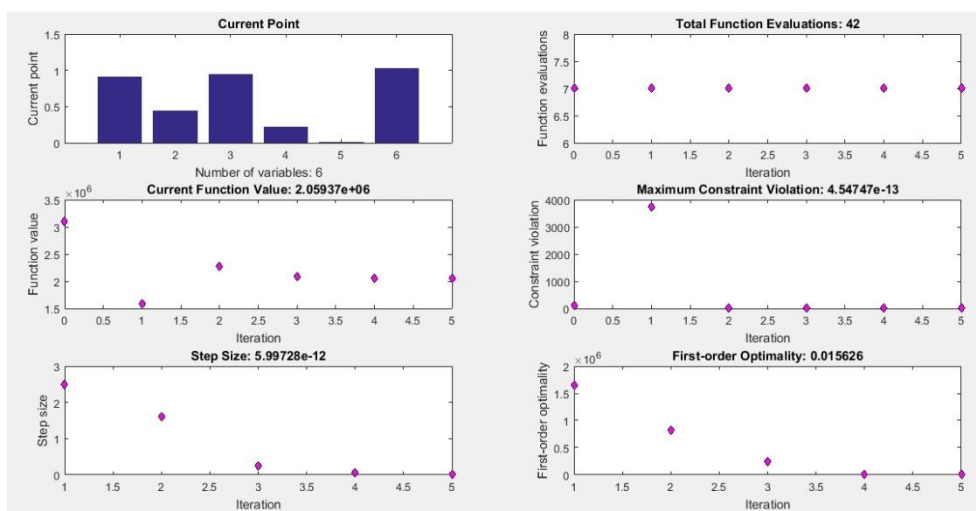 Current Point
1.5
1
0.5
0
Current point
1 2 3 4 5 6
Number of variables: 6
Total Function Evaluations: 42
8
7.5
7
6.5
6
Function evaluations
0 0.5 1 1.5 2 2.5 3 3.5 4 4.5 5
Iteration
Current Function Value: 2.05937e+06
×10⁶
3.5
3
2.5
2
1.5
Function value
0 0.5 1 1.5 2 2.5 3 3.5 4 4.5 5
Iteration
Maximum Constraint Violation: 4.54747e-13
4000
3000
2000
1000
0
Constraint violation
0 0.5 1 1.5 2 2.5 3 3.5 4 4.5 5
Iteration
Step Size: 5.99728e-12
3
2
1
0
Step size
1 1.5 2 2.5 3 3.5 4 4.5 5
Iteration
First-order Optimality: 0.015626
×10⁶
2
1.5
1
0.5
0
First-order optimality
1 1.5 2 2.5 3 3.5 4 4.5 5
Iteration